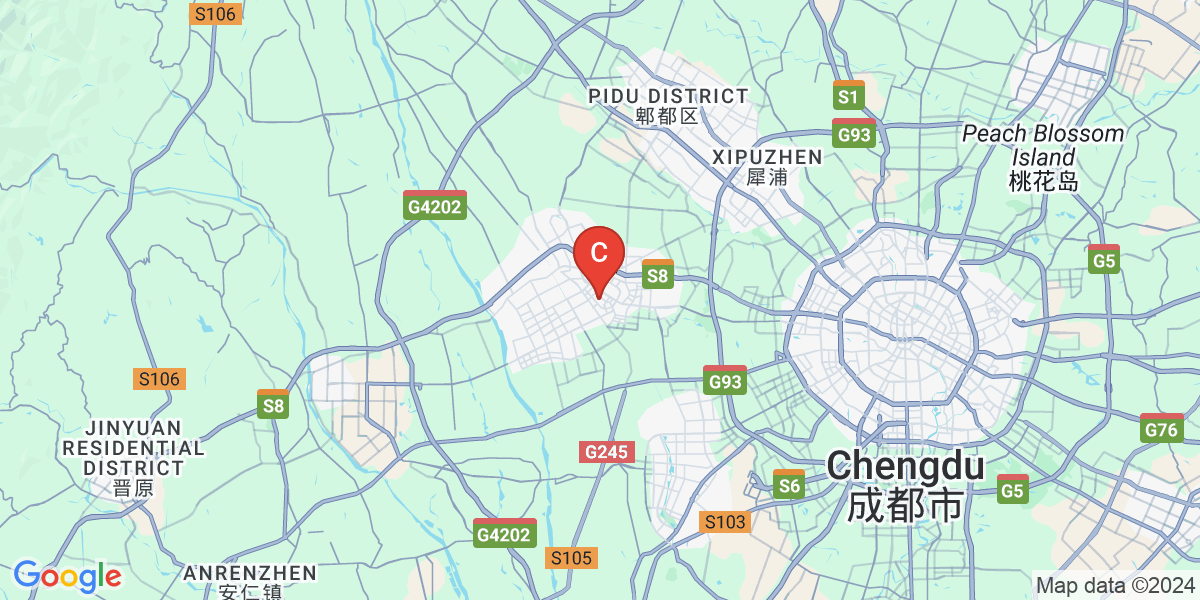 S106
S1
PIDU DISTRICT
郫都区
G93
Peach Blossom
Island
桃花岛
XIPUZHEN
犀浦
G4202
C
S8
G5
S106
G93
S8
JINYUAN
RESIDENTIAL
DISTRICT
晋原
G76
G245
Chengdu
成都市
S6
G5
S103
G4202
S105
ANRENZHEN
安仁镇
Google
Map data ©2024